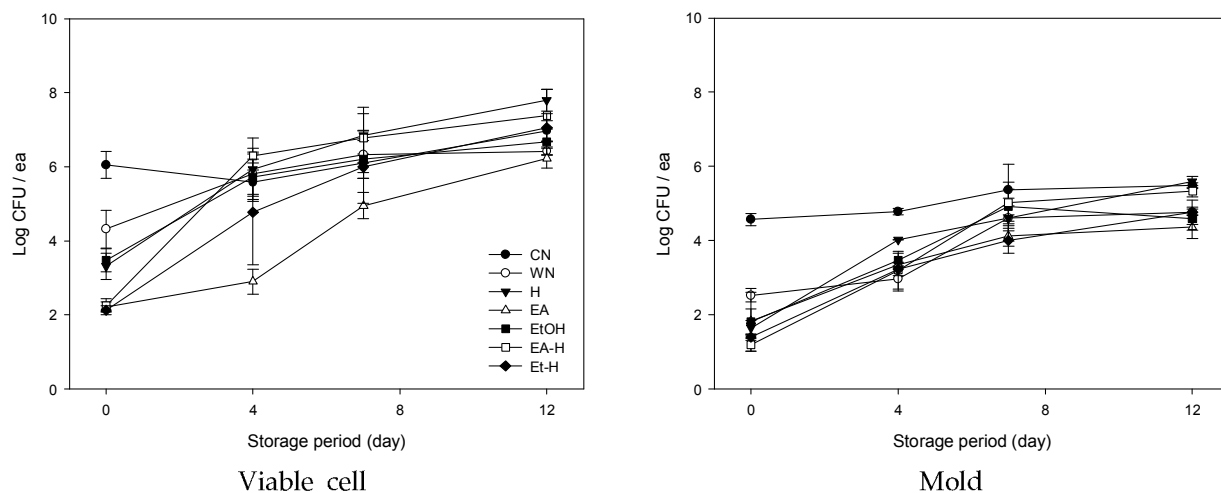 10
8
6
4
2
0
Log CFU / ea
CN
WN
H
EA
EtOH
EA-H
Et-H
0 4 8 12
Storage period (day)
Viable cell
10
8
6
4
2
0
Log CFU / ea
0 4 8 12
Storage period (day)
Mold